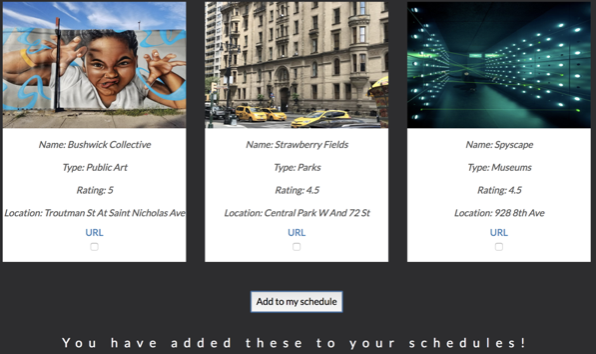 Name: Bushwick Collective
Type: Public Art
Rating: 5
Location: Troutman St At Saint Nicholas Ave
URL
Name: Strawberry Fields
Type: Parks
Rating: 4.5
Location: Central Park W And 72 St
URL
Name: Spyscape
Type: Museums
Rating: 4.5
Location: 928 8th Ave
URL
Add to my schedule
You have added these to your schedules!